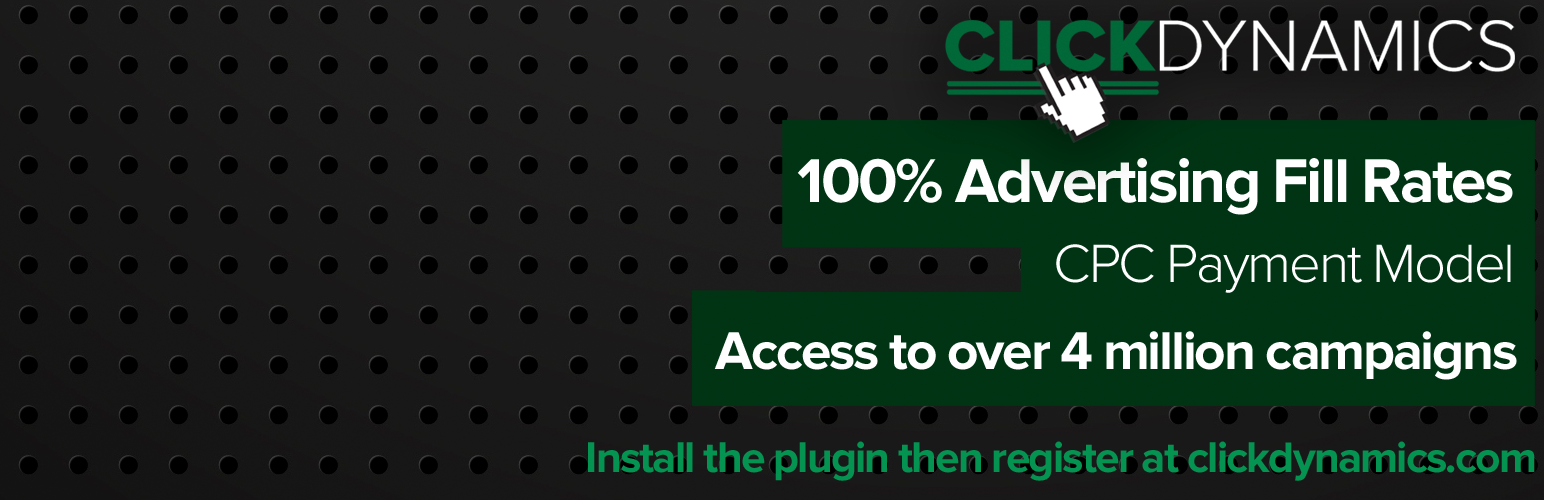 CLICKDYNAMICS
100% Advertising Fill Rates
CPC Payment Model
Access to over 4 million campaigns
Install the plugin then register at clickdynamics.com